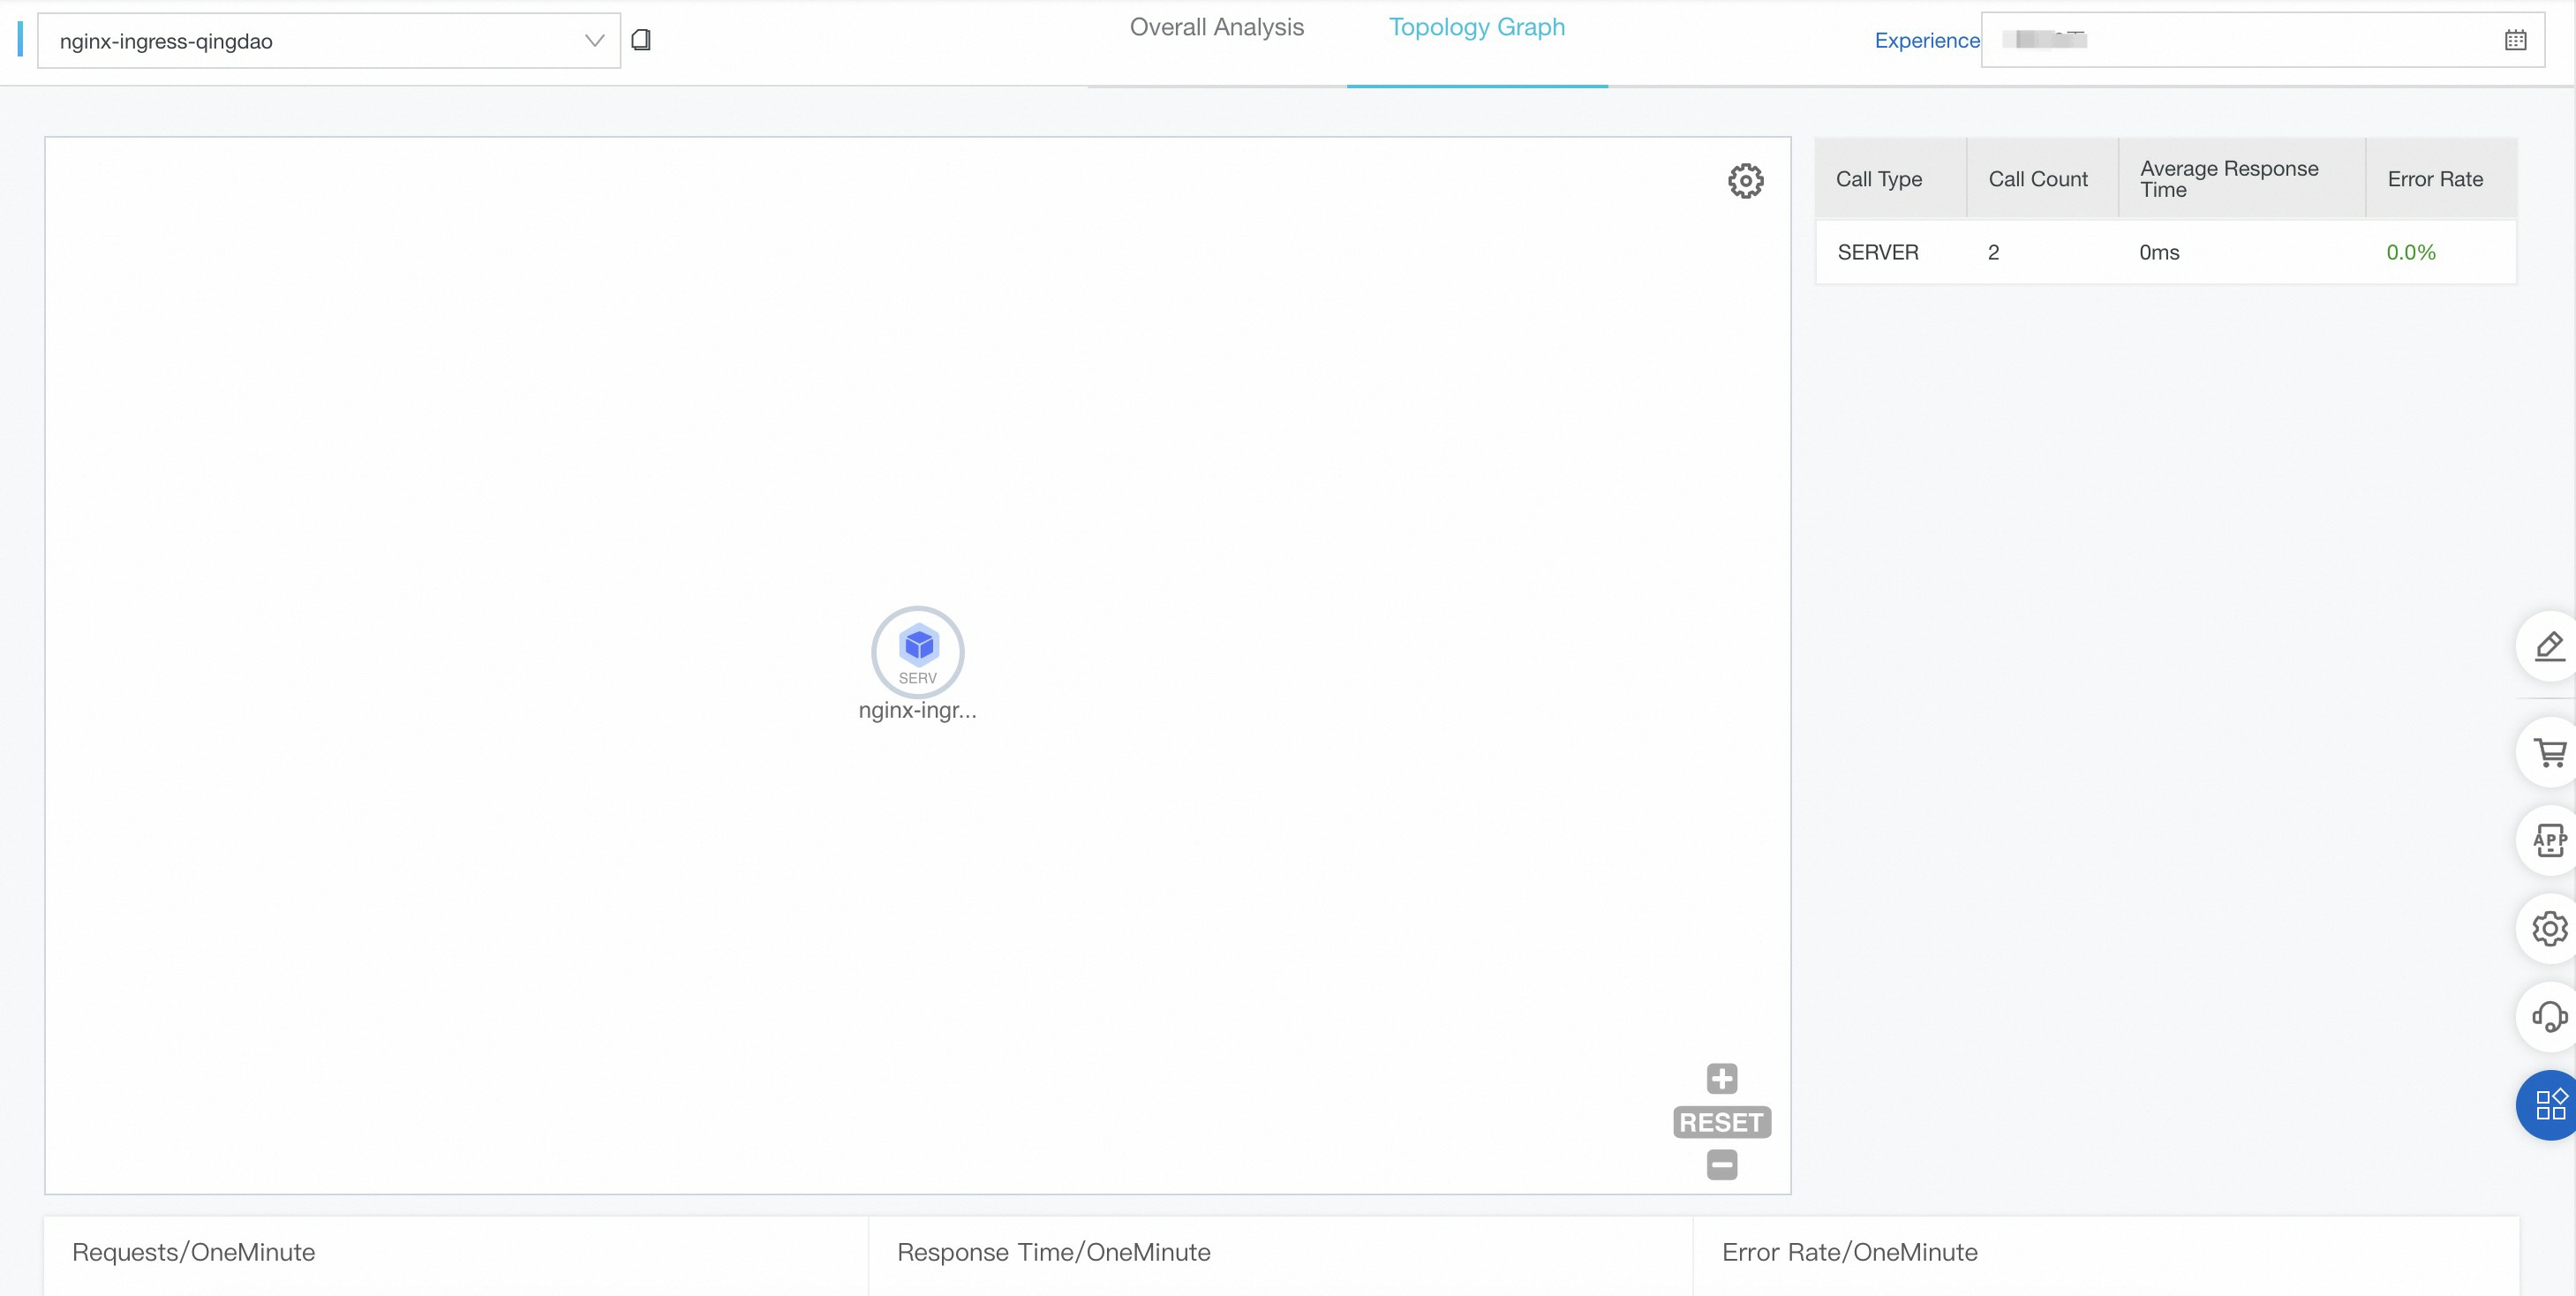 nginx-ingress-qingdao
Overall Analysis
Topology Graph
Experience
Call Type
Call Count
Average Response
Time
Error Rate
SERVER
2
0ms
0.0%
SERV
nginx-ingr...
APP
RESET
Requests/OneMinute
Response Time/OneMinute
Error Rate/OneMinute